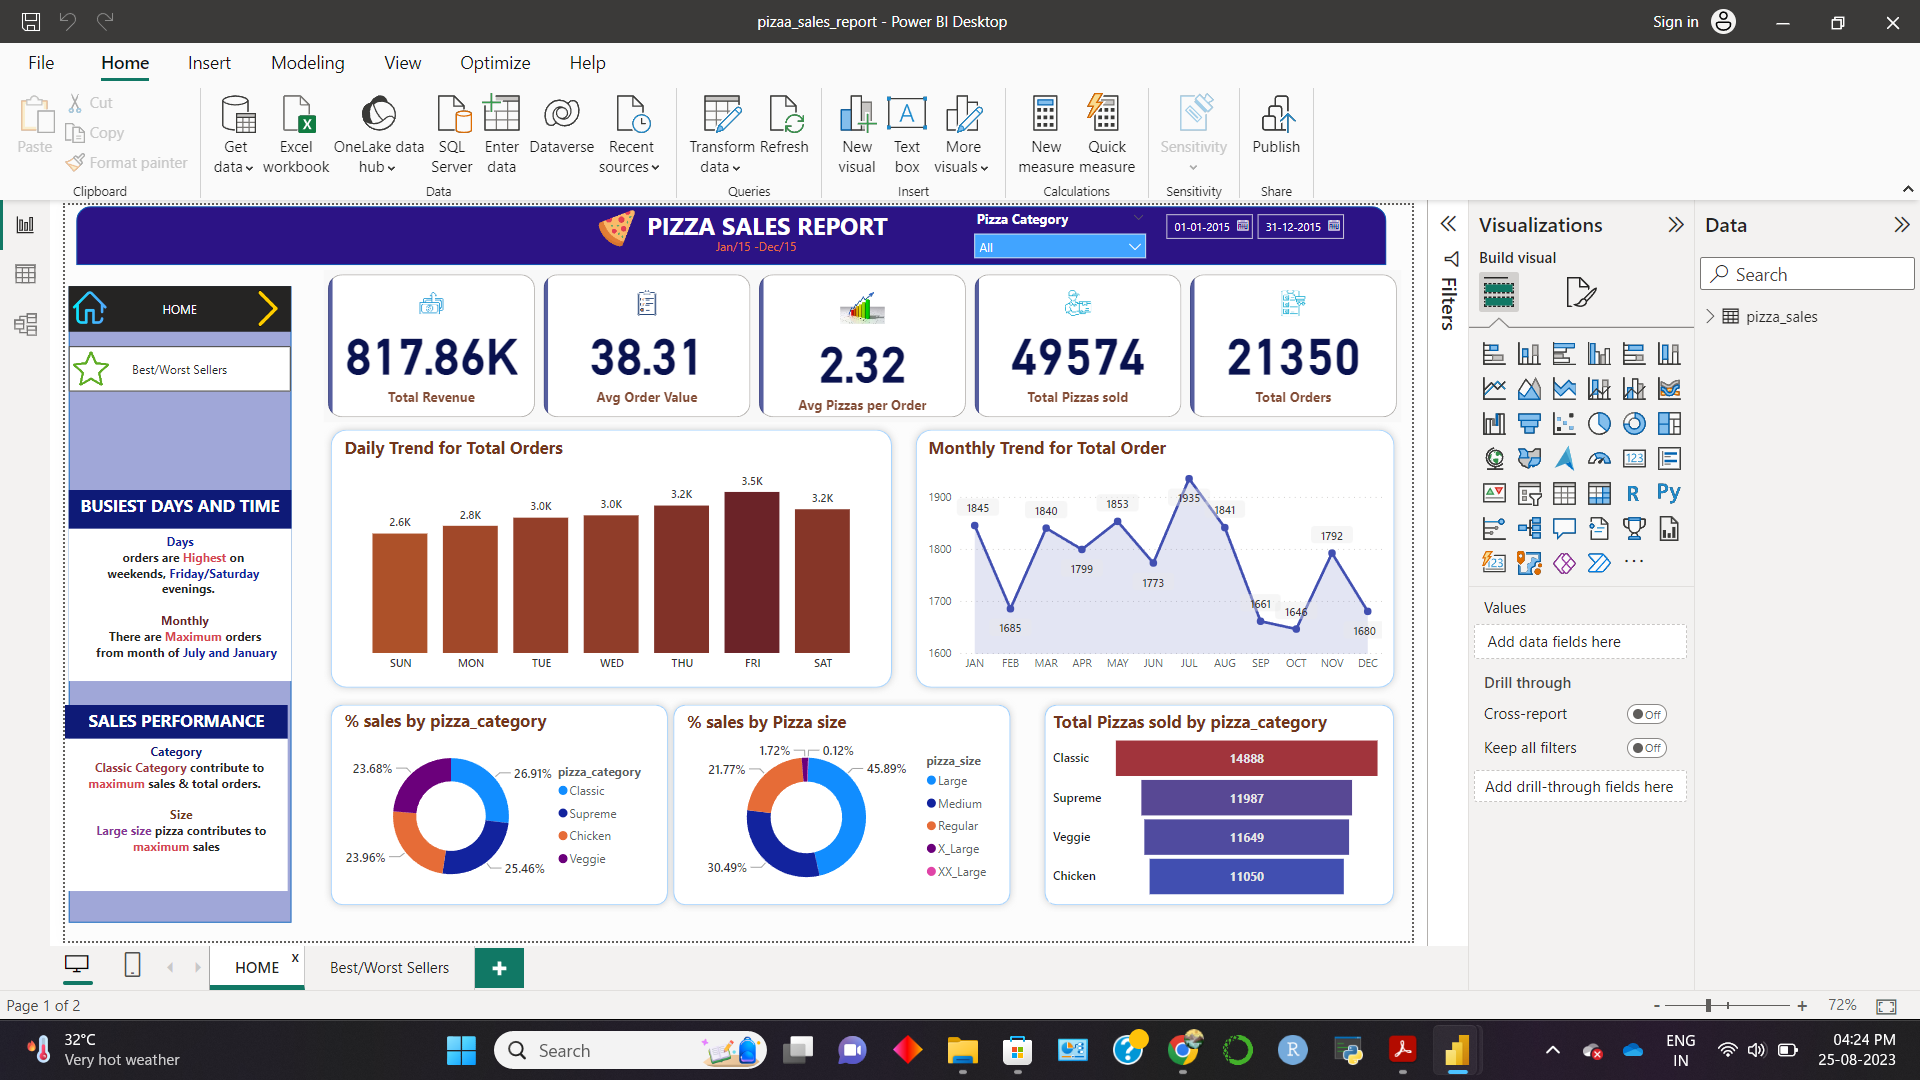 pizaa_sales_report - Power BI Desktop
Sign in
File
Home
Insert
Modeling
View
Optimize
Help
Paste
Cut
Copy
Format painter
Clipboard
Get data
Excel workbook
OneLake data hub
SQL Server
Enter data
Dataverse
Recent sources
Data
Transform data
Refresh
Queries
New visual
Text box
A
More visuals
Insert
New measure
Quick measure
Calculations
Sensitivity
Sensitivity
Publish
Share
PIZZA SALES REPORT
Jan/15 -Dec/15
Pizza Category
All
01-01-2015
31-12-2015
HOME
Best/Worst Sellers
BUSIEST DAYS AND TIME
Days
orders are Highest on
weekends, Friday/Saturday
evenings.
Monthly
There are Maximum orders
from month of July and January
SALES PERFORMANCE
Category
Classic Category contribute to
maximum sales & total orders.
Size
Large size pizza contributes to
maximum sales
817.86K
Total Revenue
38.31
Avg Order Value
2.32
Avg Pizzas per Order
49574
Total Pizzas sold
21350
Total Orders
Daily Trend for Total Orders
2.6K
2.8K
3.0K
3.0K
3.2K
3.5K
3.2K
SUN MON TUE WED THU FRI SAT
Monthly Trend for Total Order
1900
1800
1700
1600
1845
1685
1840
1799
1853
1773
1935
1841
1661
1646
1792
1680
JAN FEB MAR APR MAY JUN JUL AUG SEP OCT NOV DEC
% sales by pizza_category
23.68%
26.91%
23.96%
25.46%
pizza_category
Classic
Supreme
Chicken
Veggie
% sales by Pizza size
1.72%
0.12%
21.77%
45.89%
30.49%
pizza_size
Large
Medium
Regular
X_Large
XX_Large
Total Pizzas sold by pizza_category
Classic 14888
Supreme 11987
Veggie 11649
Chicken 11050
Filters
Visualizations
Build visual
123
R
Py
123
Values
Add data fields here
Drill through
Cross-report
Off
Keep all filters
Off
Add drill-through fields here
Data
Search
pizza_sales
HOME
x
Best/Worst Sellers
+
Page 1 of 2
- + 72%
32°C
Very hot weather
Search
R
ENG
IN
04:24 PM
25-08-2023